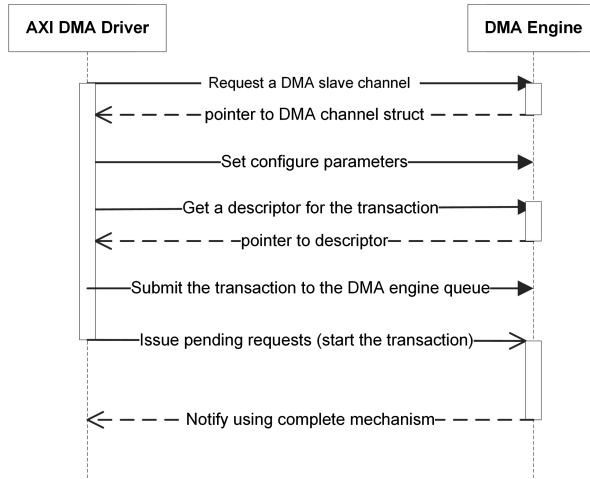 AXI DMA Driver
DMA Engine
Request a DMA slave channel
pointer to DMA channel struct
Set configure parameters
Get a descriptor for the transaction
pointer to descriptor
Submit the transaction to the DMA engine queue
Issue pending requests (start the transaction)
Notify using complete mechanism